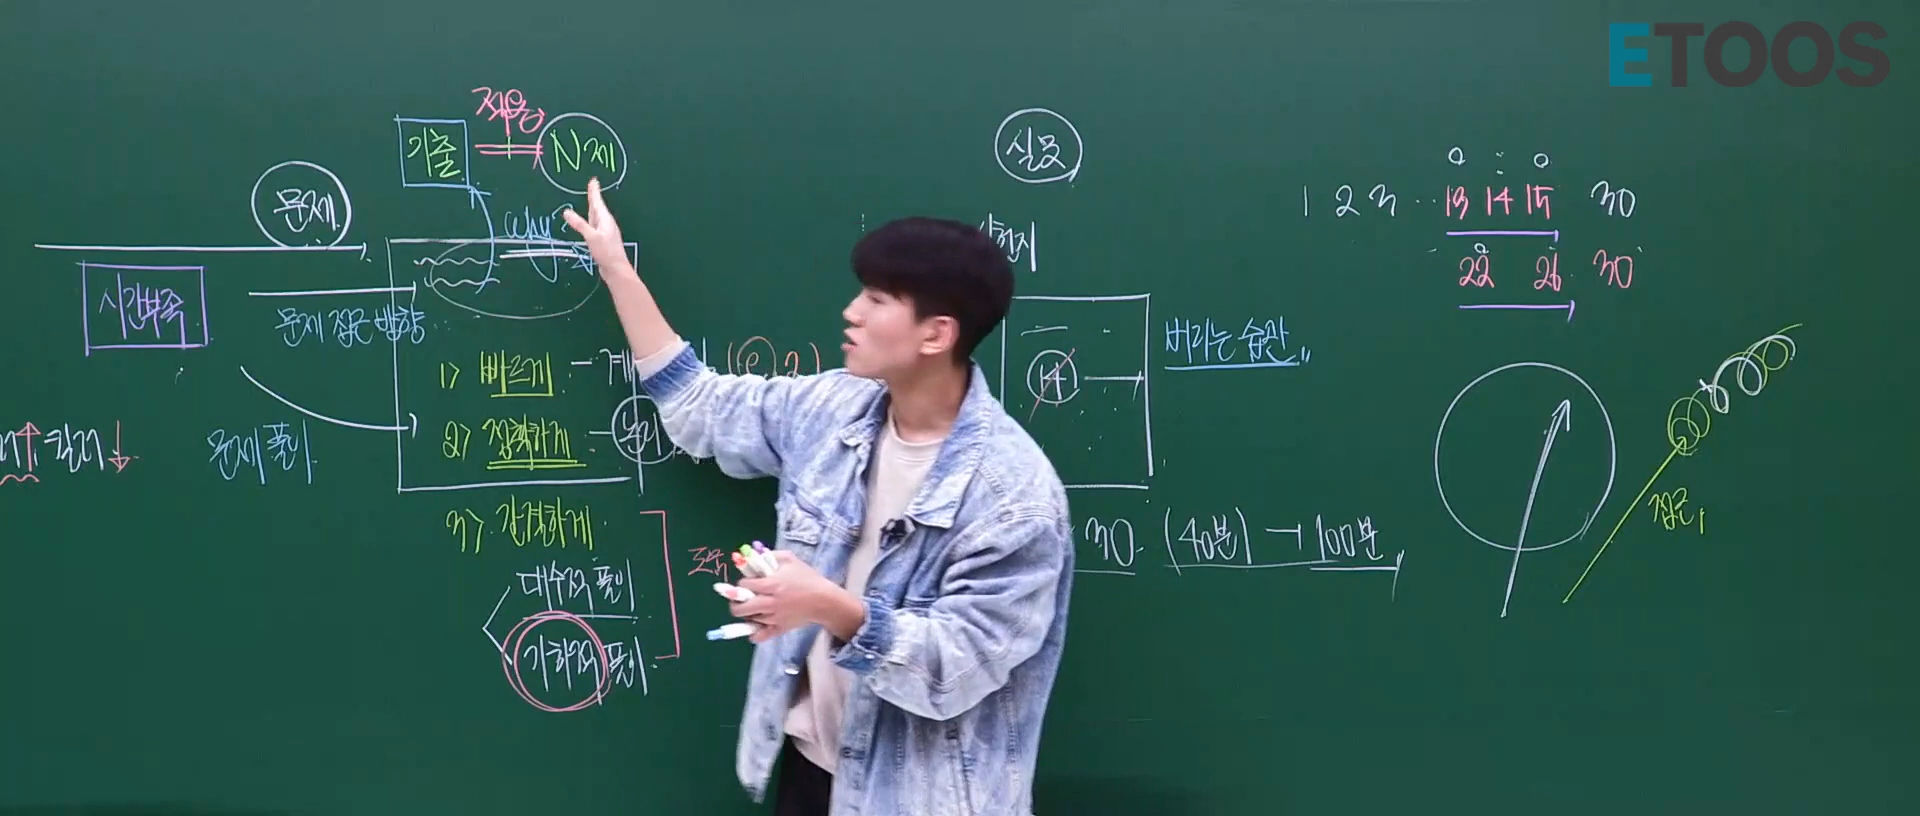 ETOOS
적용
기출 N제
실모
문제
why?
1 2 3 ·· 13 14 15 30
22 26 30
시간부족
문제 접근 방향
버리는 습관
1) 빠르게 -
2) 정확하게 -
문제 풀이
3) 간결하게
대수적 풀이
기하적 풀이
30 (40분) → 100분
접근